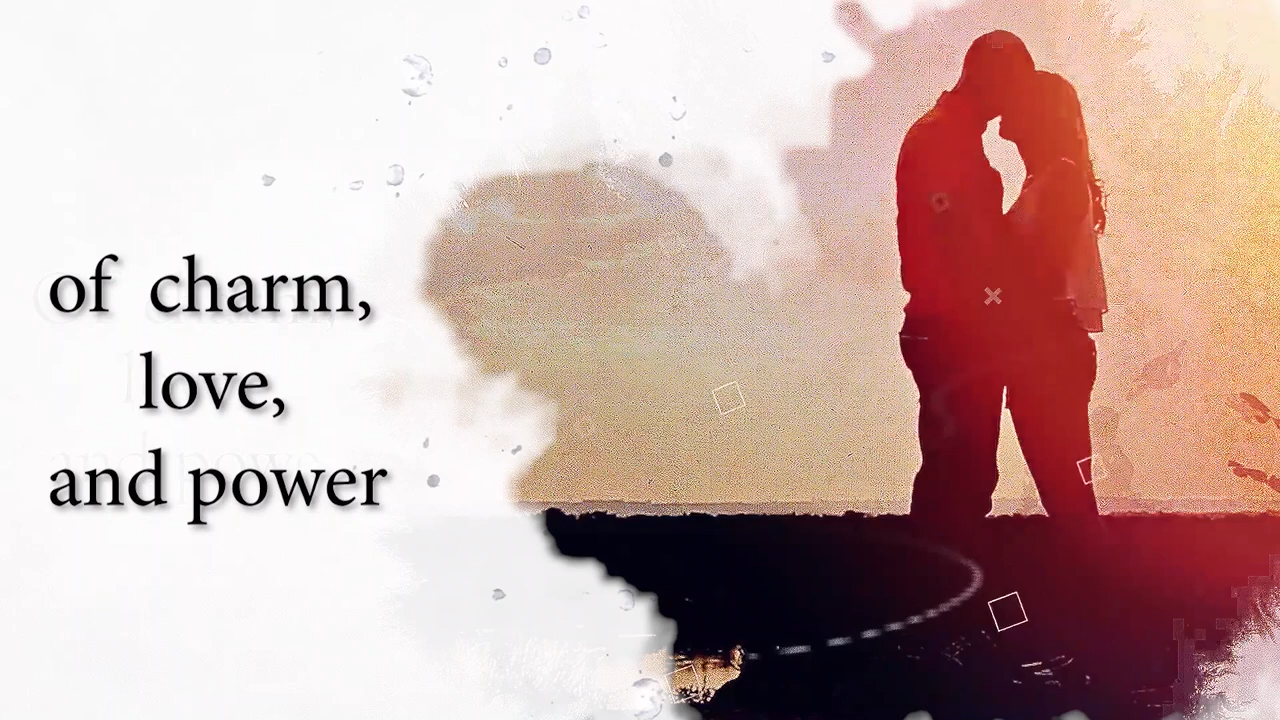 of charm,
love,
and power